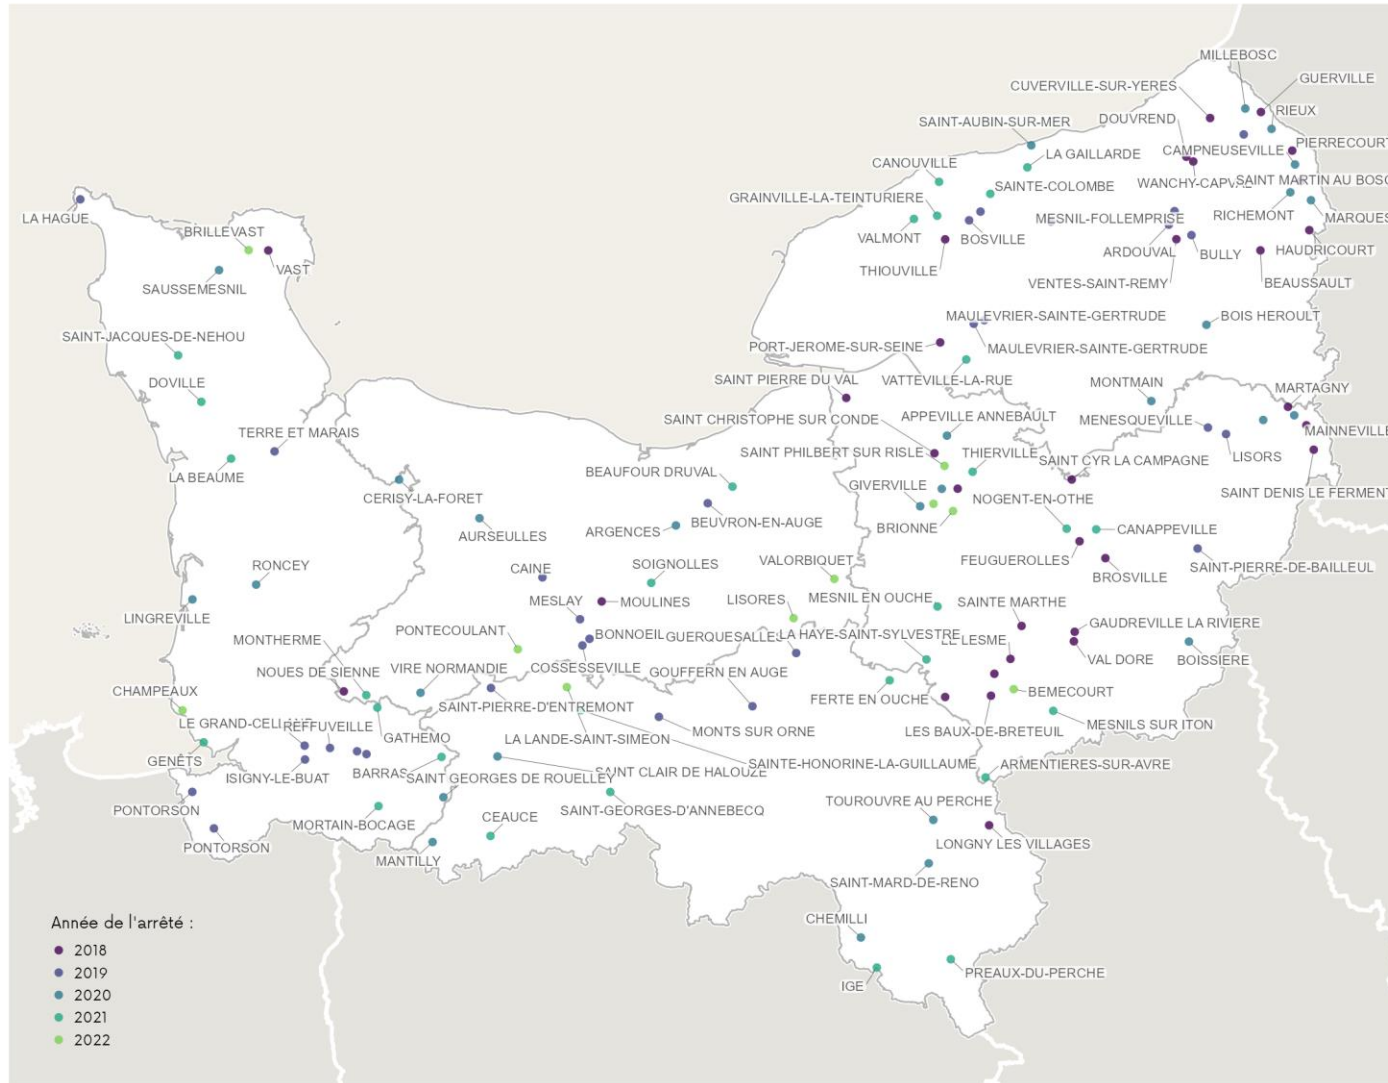 MILLEBOSC
GUERVILLE
CUVERVILLE-SUR-YERES
RIEUX
DOUVREND
SAINT-AUBIN-SUR-MER
PIERRECOURT
CAMPNEUSEVILLE
LA GAILLARDE
CANOUVILLE
WANCHY-CAPVAL
SAINT MARTIN AU BOSC
SAINTE-COLOMBE
GRAINVILLE-LA-TEINTURIERE
LA HAGUE
MESNIL-FOLLEMPRISE
RICHEMONT
MARQUES
BRILLEVAST
VALMONT
BOSVILLE
ARDOUVAL
BULLY
HAUDRICOURT
VAST
THIOUVILLE
VENTES-SAINT-REMY
BEAUSSAULT
SAUSSEMESNIL
MAULEVRIER-SAINTE-GERTRUDE
BOIS HEROULT
SAINT-JACQUES-DE-NEHOU
PORT-JEROME-SUR-SEINE
MAULEVRIER-SAINTE-GERTRUDE
SAINT PIERRE DU VAL
VATTEVILLE-LA-RUE
DOVILLE
MONTMAIN
MARTAGNY
SAINT CHRISTOPHE SUR CONDE
APPEVILLE ANNEBAULT
MENESQUEVILLE
MAINNEVILLE
TERRE ET MARAIS
SAINT PHILBERT SUR RISLE
THIERVILLE
SAINT CYR LA CAMPAGNE
LISORS
LA BEAUME
BEAUFOUR DRUVAL
GIVERVILLE
NOGENT-EN-OTHE
SAINT DENIS LE FERMENT
CERISY-LA-FORET
AURSEULLES
ARGENCES
BEUVRON-EN-AUGE
BRIONNE
CANAPPEVILLE
RONCEY
CAINE
SOIGNOLLES
VALORBIQUET
FEUGUEROLLES
SAINT-PIERRE-DE-BAILLEUL
BROSVILLE
LINGREVILLE
MESLAY
MOULINES
LISORES
MESNIL EN OUCHE
SAINTE MARTHE
GAUDREVILLE LA RIVIERE
MONTHERME
PONTECOULANT
BONNOEIL
LA HAYE-SAINT-SYLVESTRE
VAL DORE
BOISSIERE
NOUES DE SIENNE
VIRE NORMANDIE
COSSESSEVILLE
GOUFFERN EN AUGE
CHAMPEAUX
FERTE EN OUCHE
BEMECOURT
SAINT-PIERRE-D'ENTREMONT
MESNILS SUR ITON
GATHEMO
LA LANDE-SAINT-SIMEON
MONTS SUR ORNE
LES BAUX-DE-BRETEUIL
GENÊTS
ISIGNY-LE-BUAT
BARRAS
SAINT GEORGES DE ROUELLEY
SAINT CLAIR DE HALOUZE
SAINTE-HONORINE-LA-GUILLAUME
ARMENTIERES-SUR-AVRE
PONTORSON
MORTAIN-BOCAGE
CEAUCE
SAINT-GEORGES-D'ANNEBECQ
TOUROUVRE AU PERCHE
PONTORSON
MANTILLY
LONGNY LES VILLAGES
SAINT-MARD-DE-RENO
CHEMILLI
IGE
PREAUX-DU-PERCHE
Année de l'arrêté :
2018
2019
2020
2021
2022